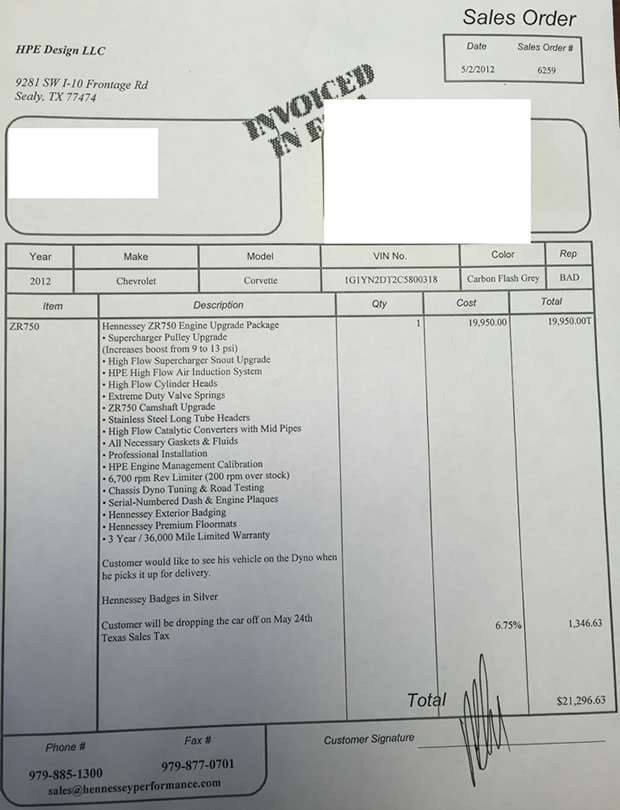 Sales Order
HPE Design LLC
Date Sales Order #
5/2/2012 6259
9281 SW I-10 Frontage Rd
Sealy, TX 77474
INVOICED
IN
Year Make Model VIN No. Color Rep
2012 Chevrolet Corvette 1G1YN2DT2C5800318 Carbon Flash Grey BAD
Item Description Qty Cost Total
ZR750 Hennessey ZR750 Engine Upgrade Package 1 19,950.00 19,950.00T
• Supercharger Pulley Upgrade
(Increases boost from 9 to 13 psi)
• High Flow Supercharger Snout Upgrade
• HPE High Flow Air Induction System
• High Flow Cylinder Heads
• Extreme Duty Valve Springs
• ZR750 Camshaft Upgrade
• Stainless Steel Long Tube Headers
• High Flow Catalytic Converters with Mid Pipes
• All Necessary Gaskets & Fluids
• Professional Installation
• HPE Engine Management Calibration
• 6,700 rpm Rev Limiter (200 rpm over stock)
• Chassis Dyno Tuning & Road Testing
• Serial-Numbered Dash & Engine Plaques
• Hennessey Exterior Badging
• Hennessey Premium Floormats
• 3 Year / 36,000 Mile Limited Warranty
Customer would like to see his vehicle on the Dyno when
he picks it up for delivery.
Hennessey Badges in Silver
Customer will be dropping the car off on May 24th
Texas Sales Tax 6.75% 1,346.63
Total $21,296.63
Phone # Fax # Customer Signature
979-885-1300 979-877-0701
sales@hennesseyperformance.com